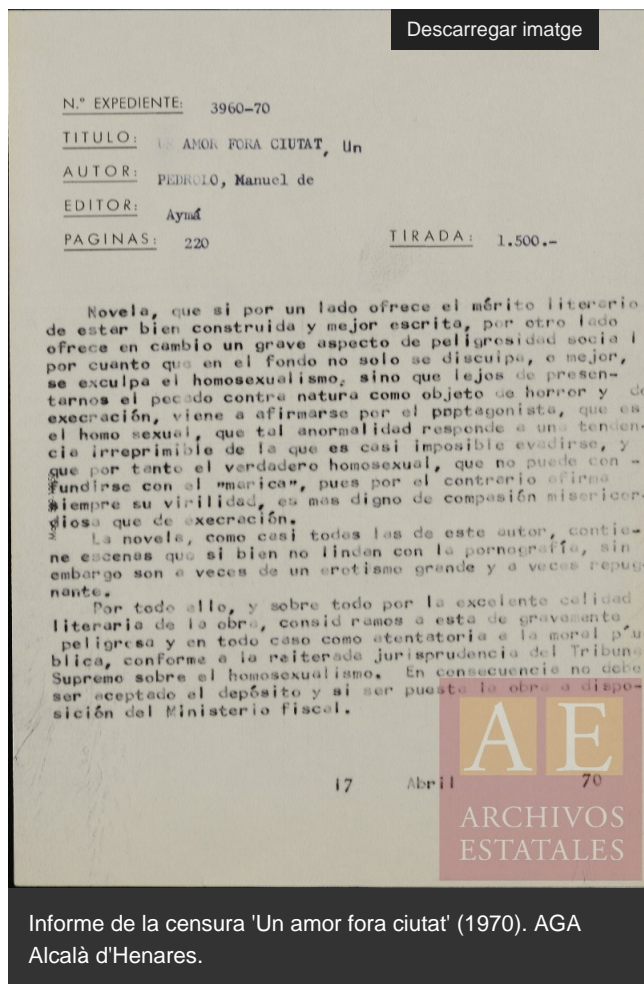 Descarregar imatge
N.º EXPEDIENTE: 3960-70
TITULO: AMOR FORA CIUTAT, Un
AUTOR: PEDROLO, Manuel de
EDITOR: Aymá
PAGINAS: 220 TIRADA: 1.500.-
Novela, que si por un lado ofrece el mérito literario
de estar bien construida y mejor escrita, por otro lado
ofrece en cambio un grave aspecto de peligrosidad socia l
por cuanto que en el fondo no solo se disculpa, o mejor,
se exculpa el homosexualismo, sino que lejos de presen-
tarnos el pecado contra natura como objeto de horror y de
execración, viene a afirmarse por el pnptagonista, que es
el homo sexual, que tal anormalidad responde a una tenden-
cia irreprimible de la que es casi imposible evadirse, y
que por tanto el verdadero homosexual, que no puede con -
fundirse con el "marica", pues por el contrario afirma
siempre su virilidad, es mas digno de compasión misericor-
diosa que de execración.
La novela, como casi todas las de este autor, contie-
ne escenas que si bien no lindan con la pornografía, sin
embargo son a veces de un erotismo grande y a veces repug-
nante.
Por todo ello, y sobre todo por la excelente calidad
literaria de la obra, consid ramos a esta de gravemente
peligresa y en todo caso como atentatoria a la moral p'u
blica, conforme a la reiterada jurisprudencia del Tribuna
Supremo sobre el homosexualismo. En consecuencia no debe
ser aceptado el depósito y si ser puesta la obra a dispo-
sición del Ministerio fiscal.
17 Abril 70
AE
ARCHIVOS
ESTATALES
Informe de la censura 'Un amor fora ciutat' (1970). AGA
Alcalà d'Henares.